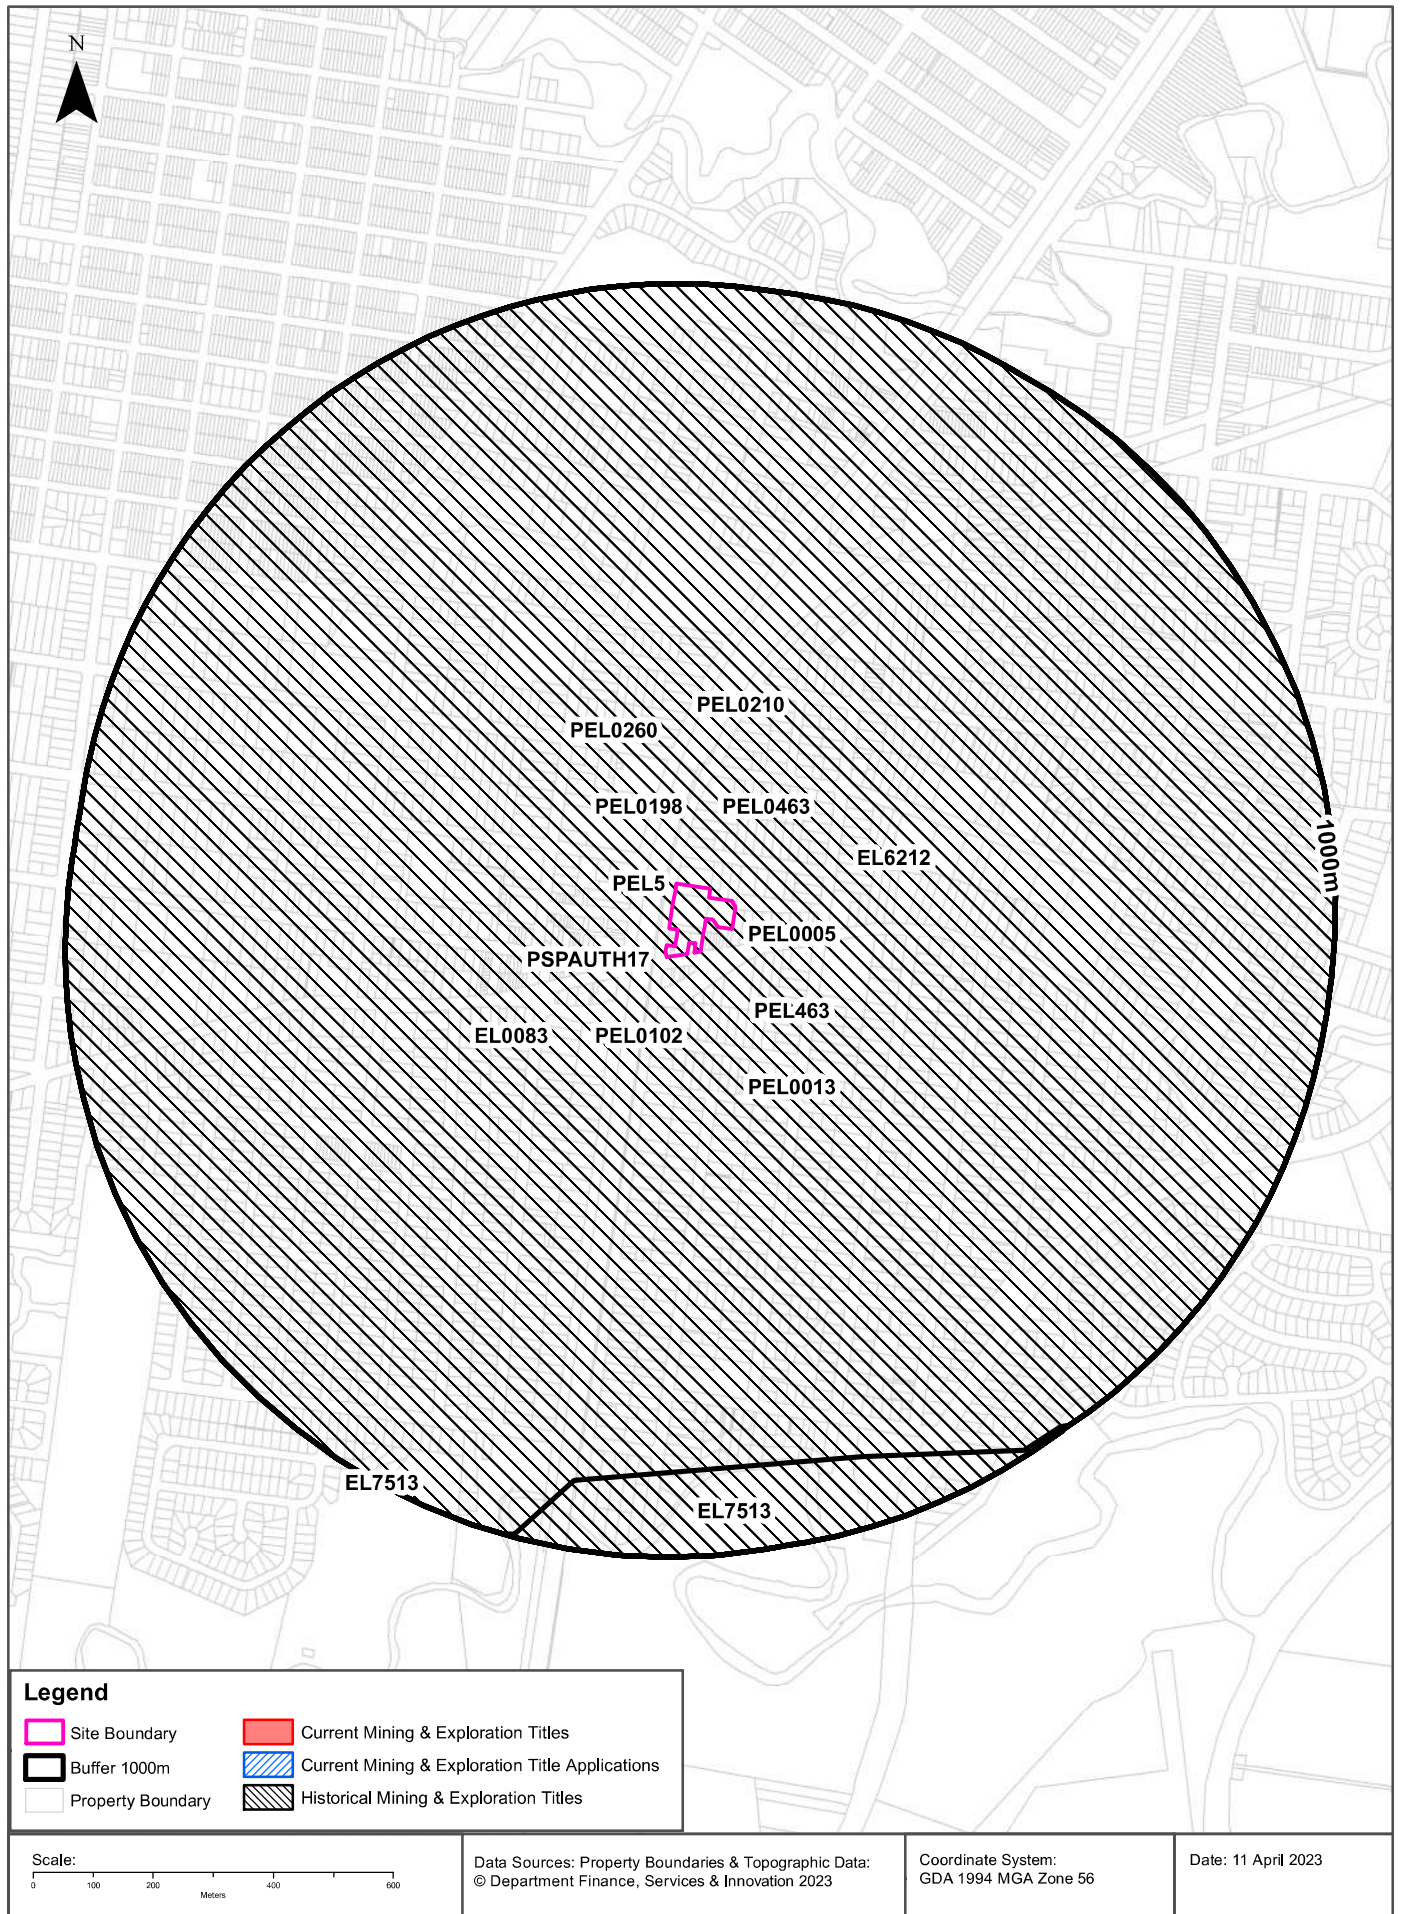 N
PEL0210
PEL0260
PEL0198
PEL0463
1000m
EL6212
PEL5
PEL0005
PSPAUTH17
PEL463
EL0083
PEL0102
PEL0013
EL7513
EL7513
Legend
Site Boundary
Buffer 1000m
Property Boundary
Current Mining & Exploration Titles
Current Mining & Exploration Title Applications
Historical Mining & Exploration Titles
Scale:
0 100 200 400 600
Meters
Data Sources: Property Boundaries & Topographic Data:
© Department Finance, Services & Innovation 2023
Coordinate System:
GDA 1994 MGA Zone 56
Date: 11 April 2023